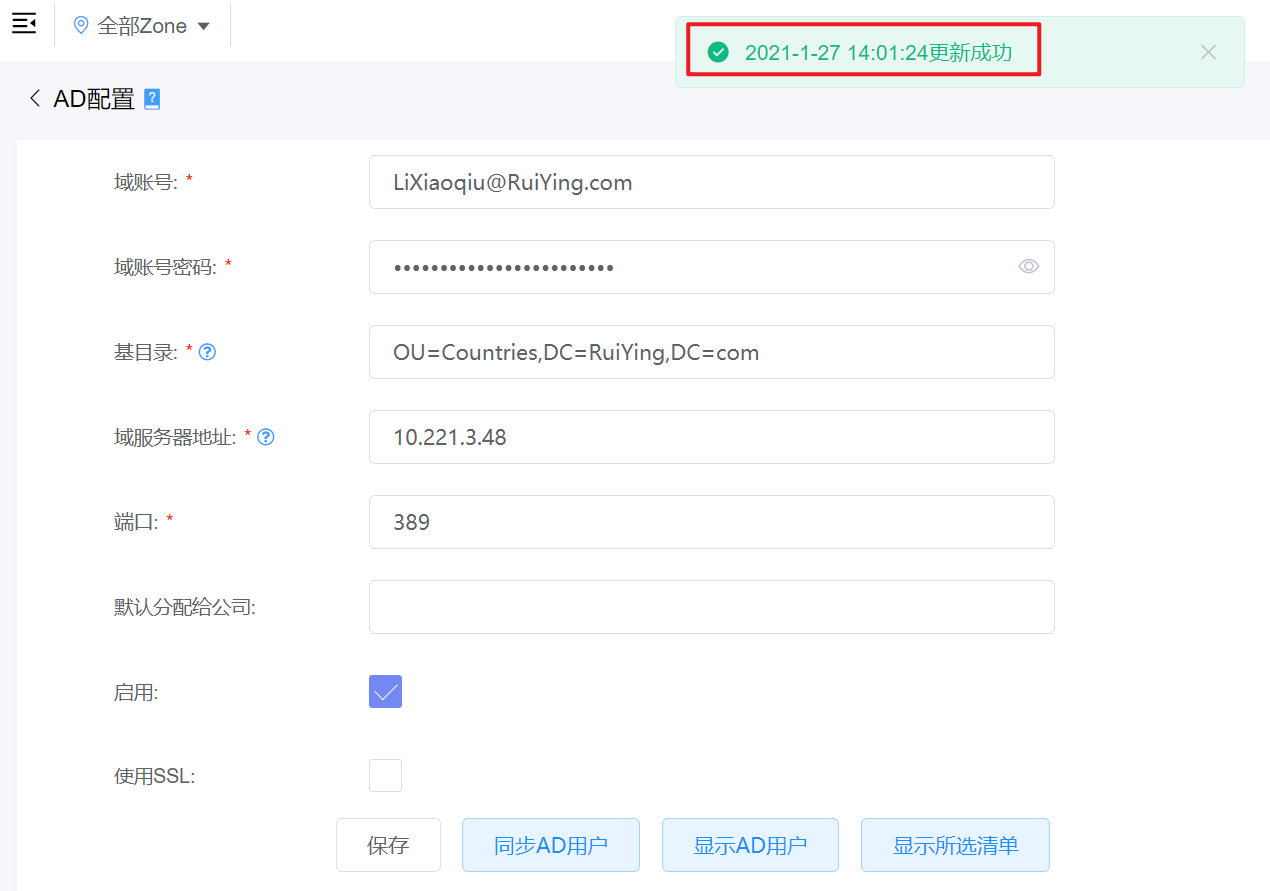 全部Zone
2021-1-27 14:01:24更新成功
AD配置 ?
域账号: * LiXiaoqiu@RuiYing.com
域账号密码: * ••••••••••••••••••••••••
基目录: * ? OU=Countries,DC=RuiYing,DC=com
域服务器地址: * ? 10.221.3.48
端口: * 389
默认分配给公司:
启用:
使用SSL:
保存 同步AD用户 显示AD用户 显示所选清单